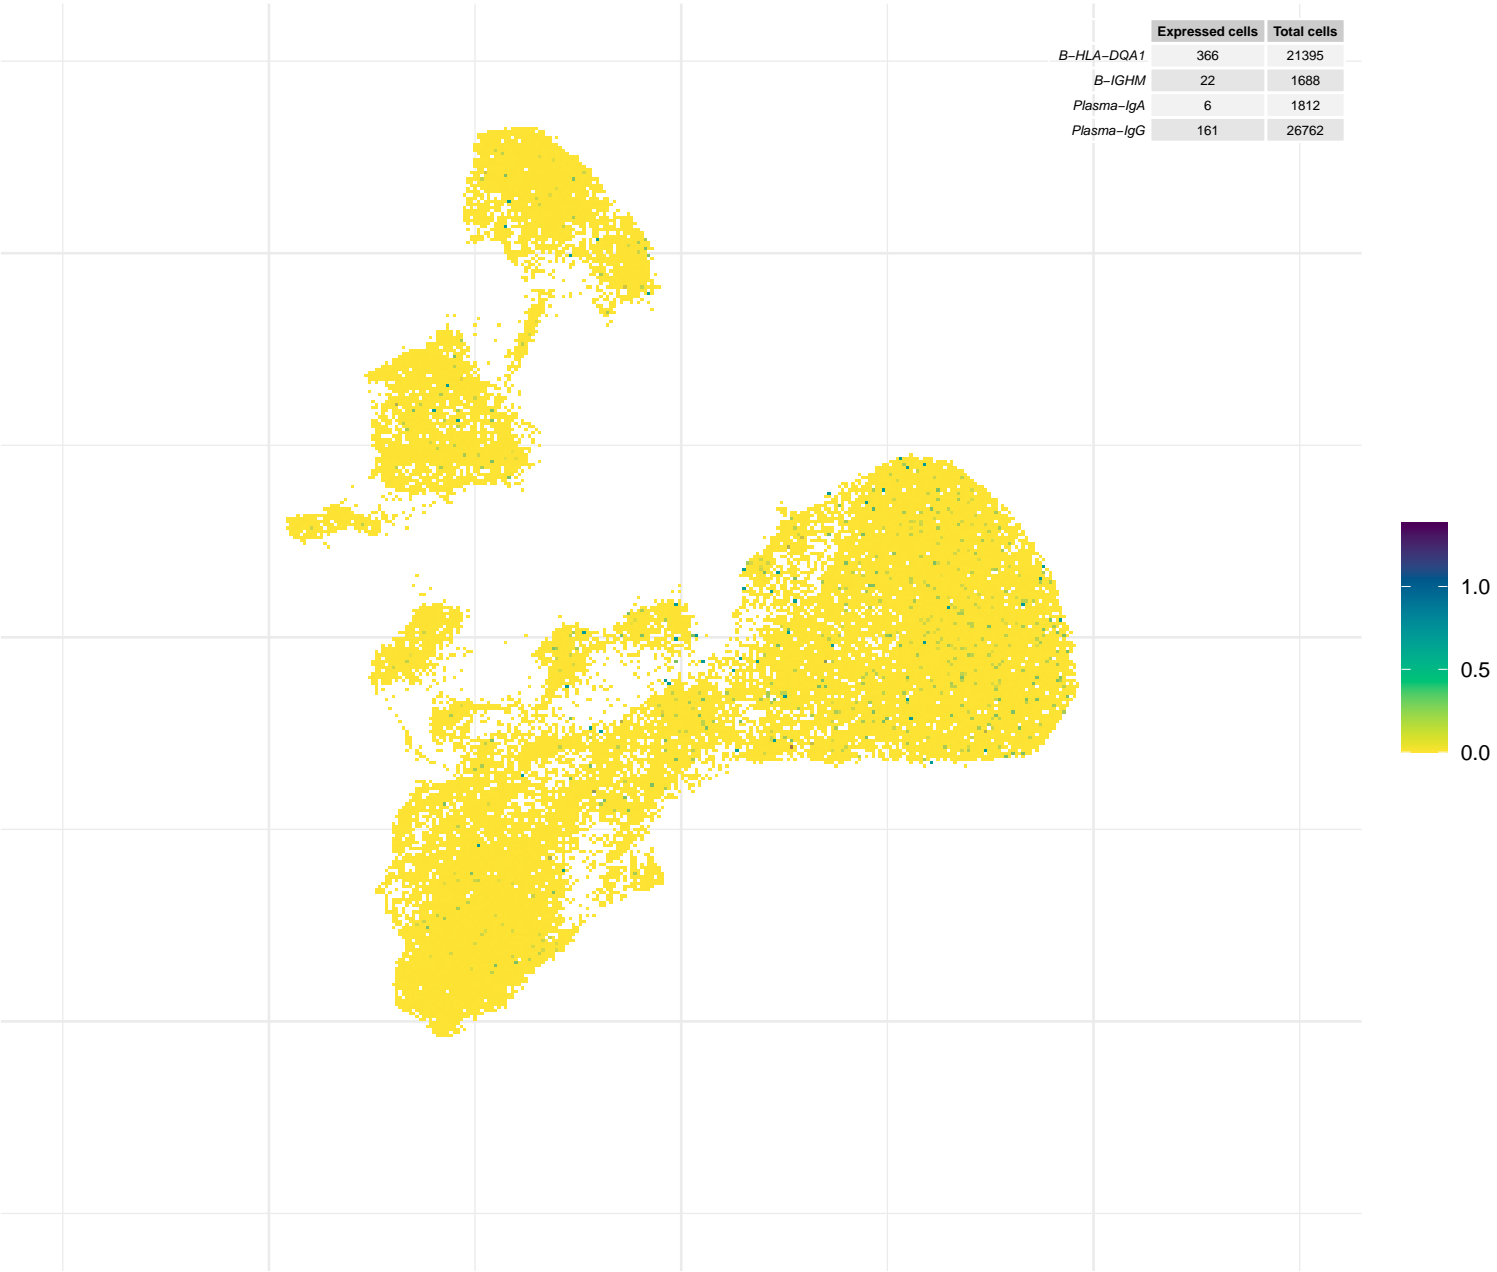 Expressed cells Total cells
B−HLA−DQA1 366 21395
B−IGHM 22 1688
Plasma−IgA 6 1812
Plasma−IgG 161 26762
1.0
0.5
0.0